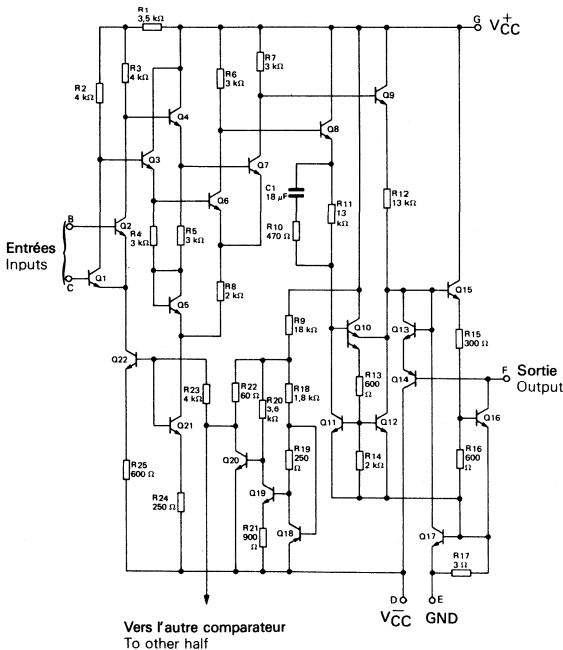 R1
3,5 kΩ
G
V+CC
R3
4 kΩ
R2
4 kΩ
R6
3 kΩ
R7
3 kΩ
Q9
Q4
Q8
Q3
Q7
C1
18 µF
R11
13
kΩ
R12
13 kΩ
B
Q2
Q6
R4
3 kΩ
R5
3 kΩ
R10
470 Ω
Entrées
Inputs
C
Q1
Q5
R8
2 kΩ
Q15
R9
18 kΩ
Q10
Q13
R15
300 Ω
Q22
R23
4 kΩ
R22
60 Ω
R20
3,6
kΩ
R18
1,8 kΩ
R13
600
Ω
Q14
F
Sortie
Output
Q16
Q21
Q11
Q12
R19
250
Ω
R14
2 kΩ
R16
600
Ω
R25
600 Ω
Q20
Q19
R24
250 Ω
R21
900
Ω
Q18
Q17
R17
3 Ω
D
E
V−CC
GND
Vers l'autre comparateur
To other half